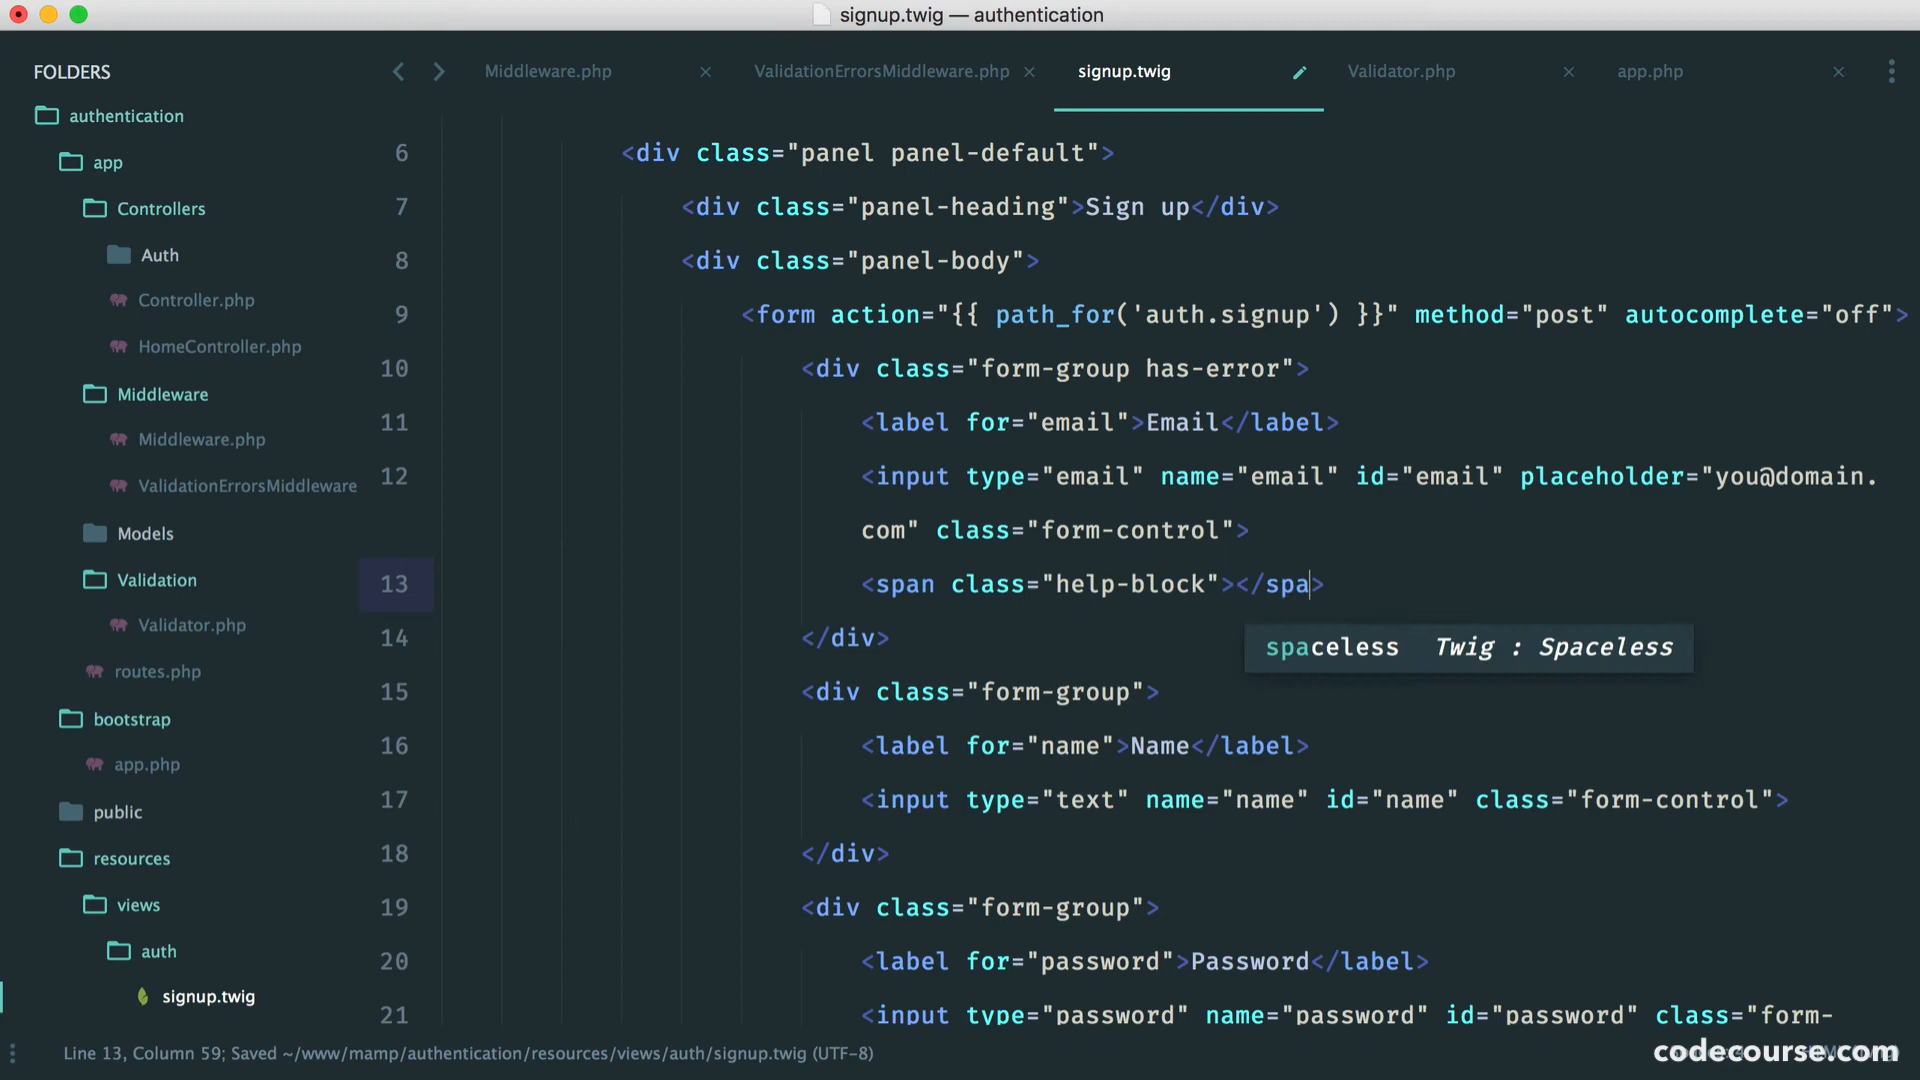 signup.twig — authentication
FOLDERS
Middleware.php
ValidationErrorsMiddleware.php
signup.twig
Validator.php
app.php
authentication
app
Controllers
Auth
Controller.php
HomeController.php
Middleware
Middleware.php
ValidationErrorsMiddleware
Models
Validation
Validator.php
routes.php
bootstrap
app.php
public
resources
views
auth
signup.twig
6 <div class="panel panel-default">
7 <div class="panel-heading">Sign up</div>
8 <div class="panel-body">
9 <form action="{{ path_for('auth.signup') }}" method="post" autocomplete="off">
10 <div class="form-group has-error">
11 <label for="email">Email</label>
12 <input type="email" name="email" id="email" placeholder="you@domain.
com" class="form-control">
13 <span class="help-block"></spa>
spaceless Twig : Spaceless
14 </div>
15 <div class="form-group">
16 <label for="name">Name</label>
17 <input type="text" name="name" id="name" class="form-control">
18 </div>
19 <div class="form-group">
20 <label for="password">Password</label>
21 <input type="password" name="password" id="password" class="form-
Line 13, Column 59; Saved ~/www/mamp/authentication/resources/views/auth/signup.twig (UTF-8)
codecourse.com